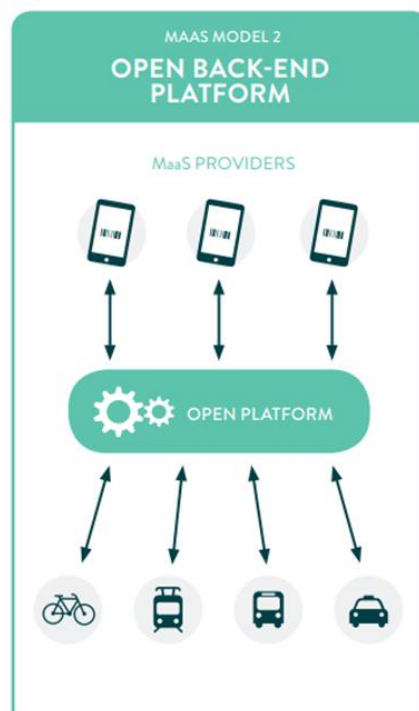 MAAS MODEL 2
OPEN BACK-END
PLATFORM
MaaS PROVIDERS
OPEN PLATFORM